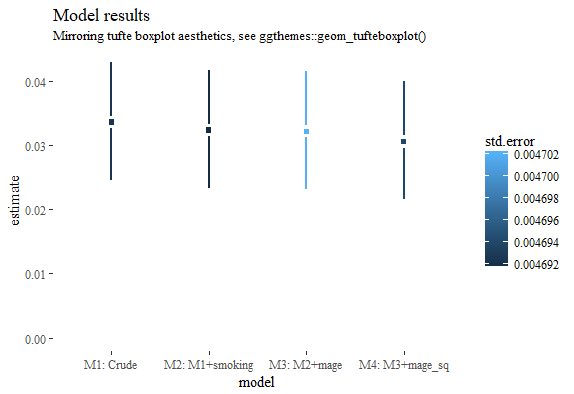 Model results
Mirroring tufte boxplot aesthetics, see ggthemes::geom_tufteboxplot()
0.04
0.03
0.02
0.01
0.00
estimate
M1: Crude
M2: M1+smoking
M3: M2+mage
M4: M3+mage_sq
model
std.error
0.004702
0.004700
0.004698
0.004696
0.004694
0.004692